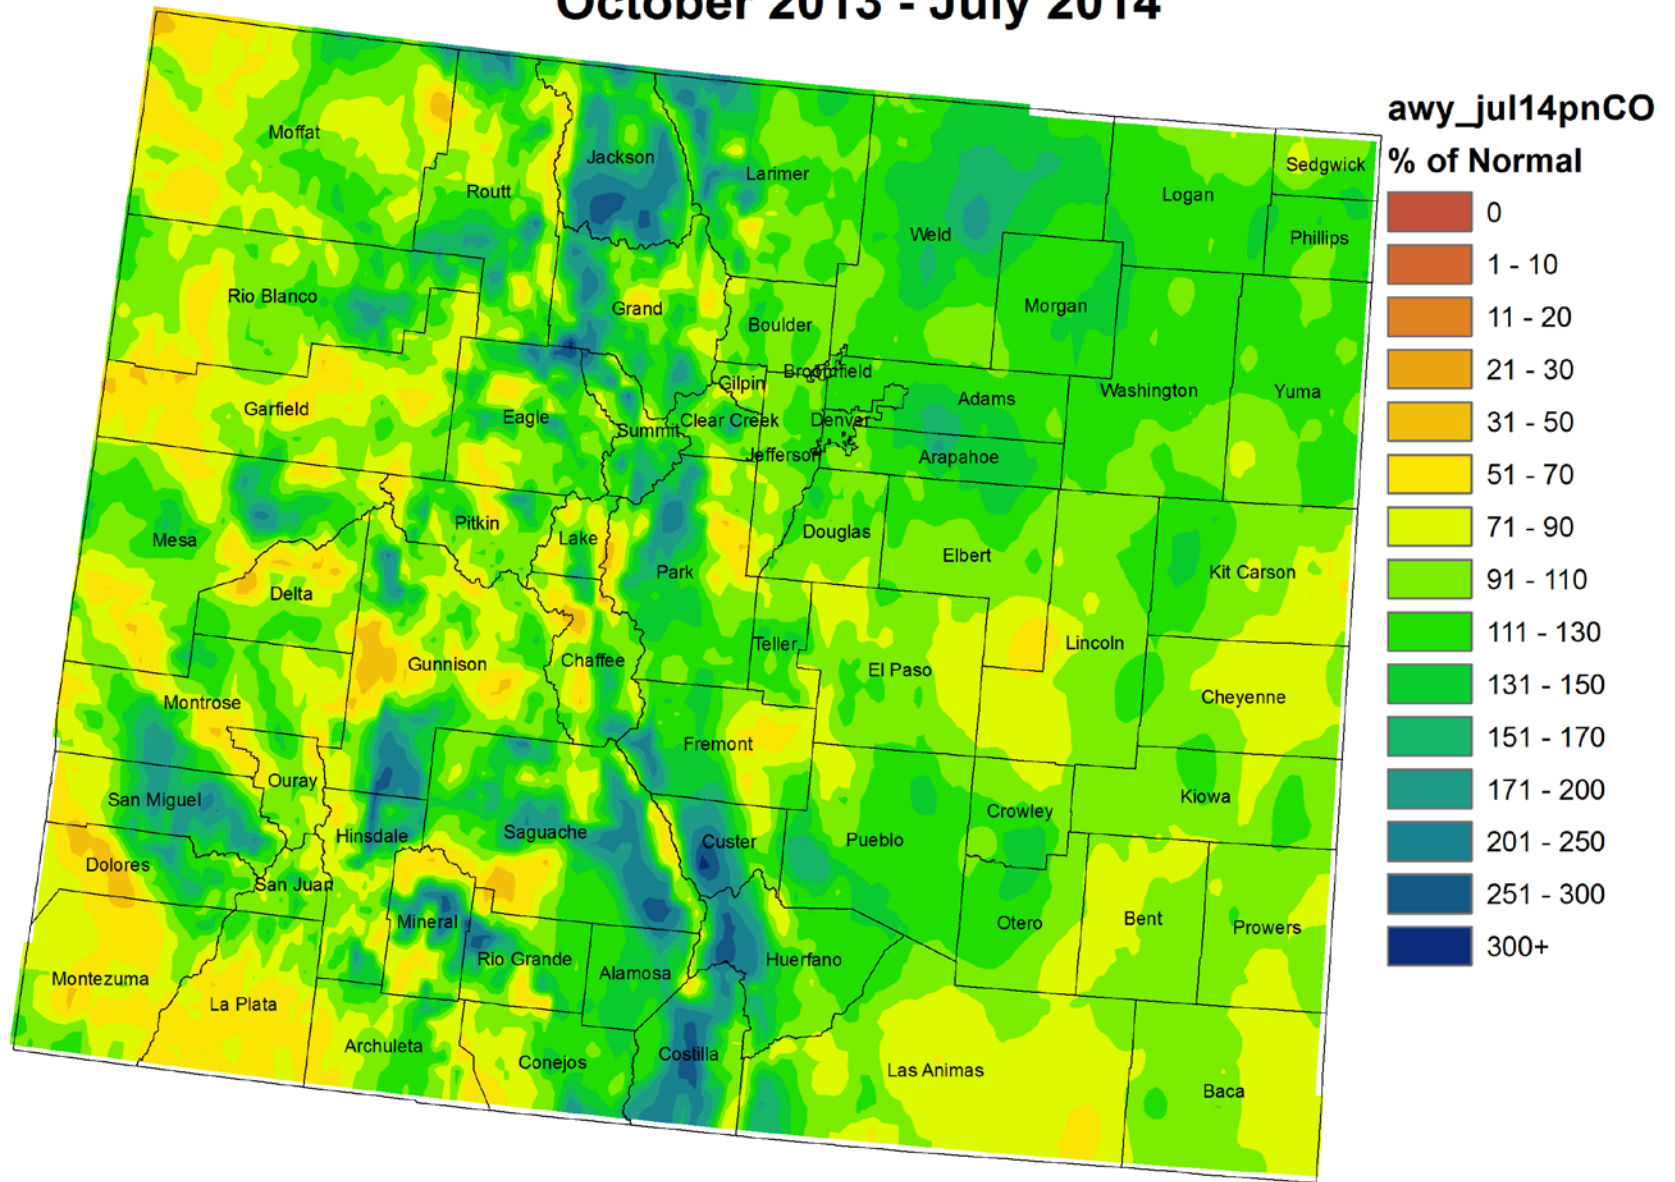 October 2013 - July 2014
awy_jul14pnCO
% of Normal
0
1 - 10
11 - 20
21 - 30
31 - 50
51 - 70
71 - 90
91 - 110
111 - 130
131 - 150
151 - 170
171 - 200
201 - 250
251 - 300
300+
Moffat
Routt
Jackson
Larimer
Weld
Logan
Sedgwick
Phillips
Rio Blanco
Grand
Boulder
Morgan
Broomfield
Gilpin
Garfield
Eagle
Summit
Clear Creek
Denver
Adams
Washington
Yuma
Jefferson
Arapahoe
Mesa
Pitkin
Lake
Park
Douglas
Elbert
Kit Carson
Delta
Gunnison
Chaffee
Teller
El Paso
Lincoln
Cheyenne
Montrose
Fremont
Ouray
San Miguel
Hinsdale
Saguache
Custer
Pueblo
Crowley
Kiowa
Dolores
San Juan
Mineral
Rio Grande
Alamosa
Huerfano
Otero
Bent
Prowers
Montezuma
La Plata
Archuleta
Conejos
Costilla
Las Animas
Baca